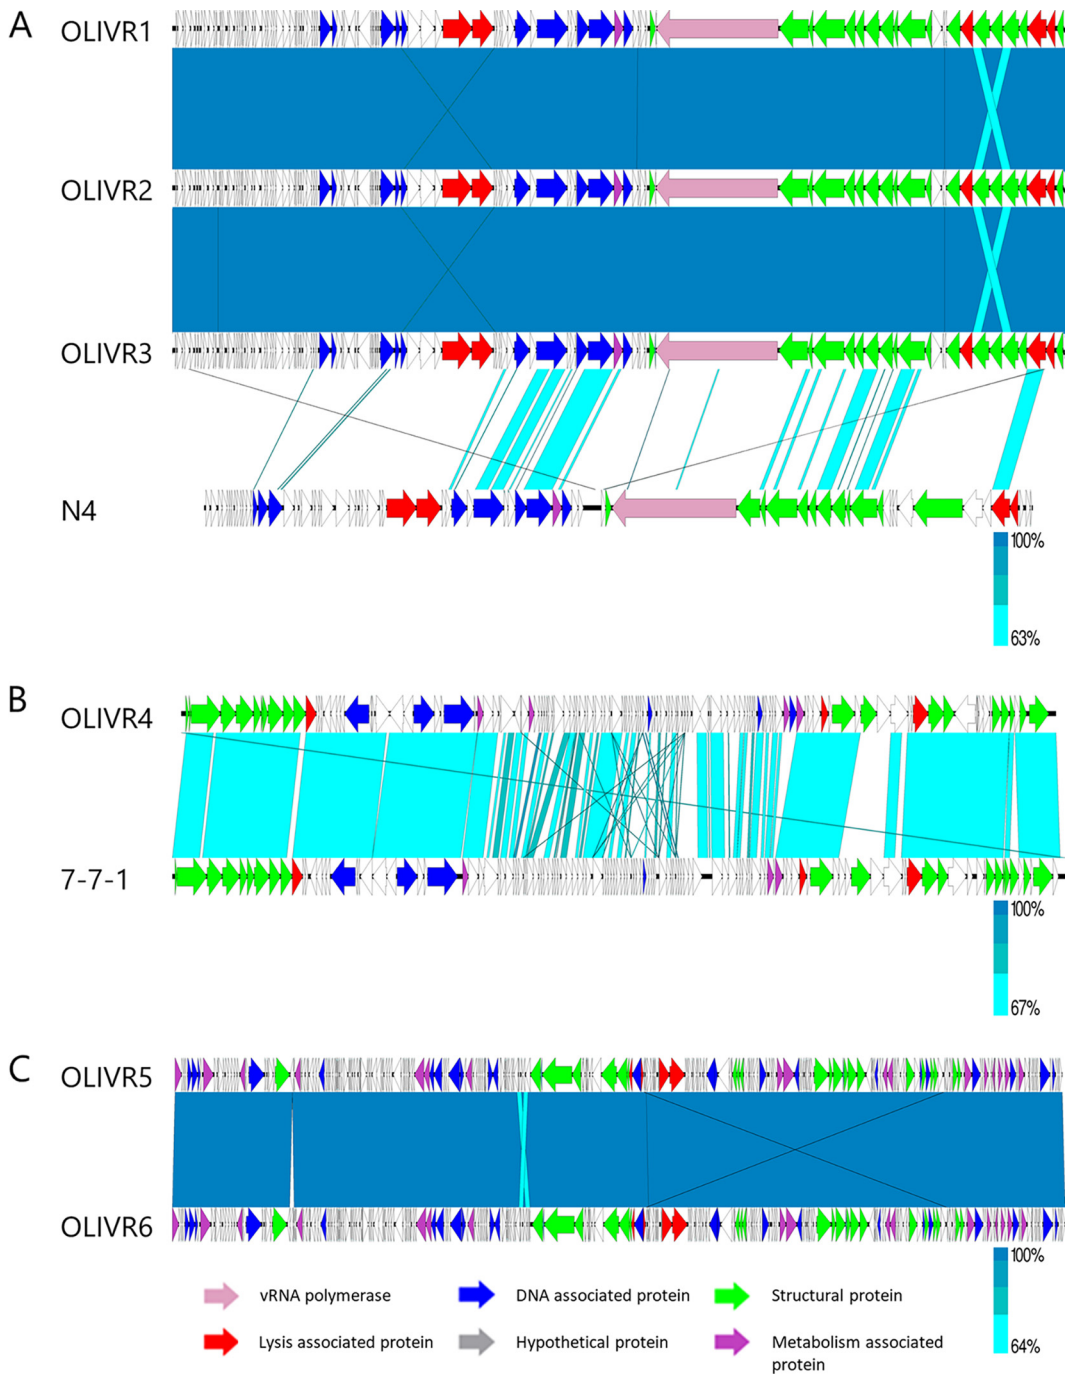 A
OLIVR1
OLIVR2
OLIVR3
N4
100%
63%
B
OLIVR4
7-7-1
100%
67%
C
OLIVR5
OLIVR6
100%
64%
vRNA polymerase
DNA associated protein
Structural protein
Lysis associated protein
Hypothetical protein
Metabolism associated
protein